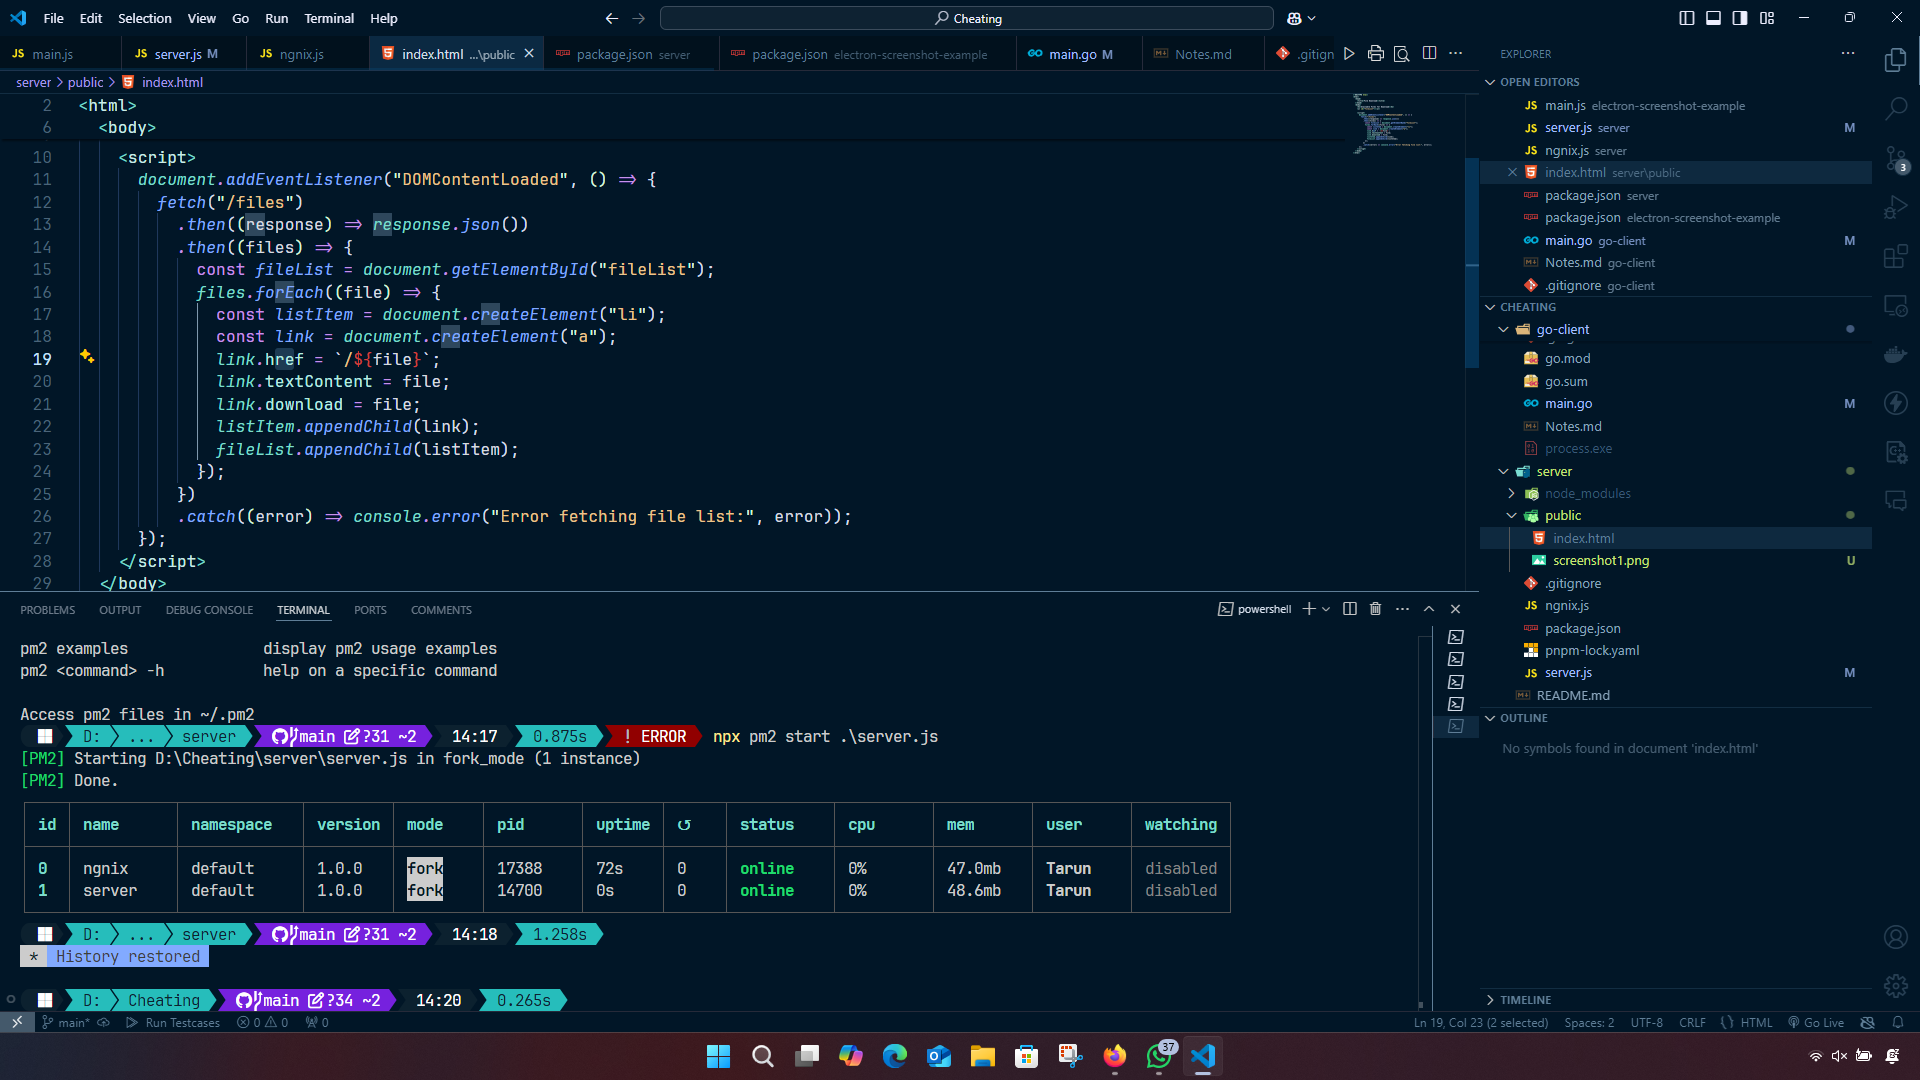 File Edit Selection View Go Run Terminal Help
Cheating
main.js
server.js M
ngnix.js
index.html ...\public
package.json server
package.json electron-screenshot-example
main.go M
Notes.md
.gitign
server > public > index.html
2 <html>
6 <body>
10 <script>
11 document.addEventListener("DOMContentLoaded", () => {
12 fetch("/files")
13 .then((response) => response.json())
14 .then((files) => {
15 const fileList = document.getElementById("fileList");
16 files.forEach((file) => {
17 const listItem = document.createElement("li");
18 const link = document.createElement("a");
19 link.href = `/${file}`;
20 link.textContent = file;
21 link.download = file;
22 listItem.appendChild(link);
23 fileList.appendChild(listItem);
24 });
25 })
26 .catch((error) => console.error("Error fetching file list:", error));
27 });
28 </script>
29 </body>
PROBLEMS OUTPUT DEBUG CONSOLE TERMINAL PORTS COMMENTS
powershell
pm2 examples display pm2 usage examples
pm2 <command> -h help on a specific command
Access pm2 files in ~/.pm2
D: ... server main ?31 ~2 14:17 0.875s ! ERROR npx pm2 start .\server.js
[PM2] Starting D:\Cheating\server\server.js in fork_mode (1 instance)
[PM2] Done.
id name namespace version mode pid uptime ↺ status cpu mem user watching
0 ngnix default 1.0.0 fork 17388 72s 0 online 0% 47.0mb Tarun disabled
1 server default 1.0.0 fork 14700 0s 0 online 0% 48.6mb Tarun disabled
D: ... server main ?31 ~2 14:18 1.258s
* History restored
D: Cheating main ?34 ~2 14:20 0.265s
EXPLORER
OPEN EDITORS
JS main.js electron-screenshot-example
JS server.js server M
JS ngnix.js server
index.html server\public
package.json server
package.json electron-screenshot-example
main.go go-client M
Notes.md go-client
.gitignore go-client
CHEATING
go-client
go.mod
go.sum
main.go M
Notes.md
process.exe
server
node_modules
public
index.html
screenshot1.png U
.gitignore
JS ngnix.js
package.json
pnpm-lock.yaml
JS server.js M
README.md
OUTLINE
No symbols found in document 'index.html'
TIMELINE
3
main* Run Testcases 0 0 0
Ln 19, Col 23 (2 selected) Spaces: 2 UTF-8 CRLF {} HTML Go Live
37